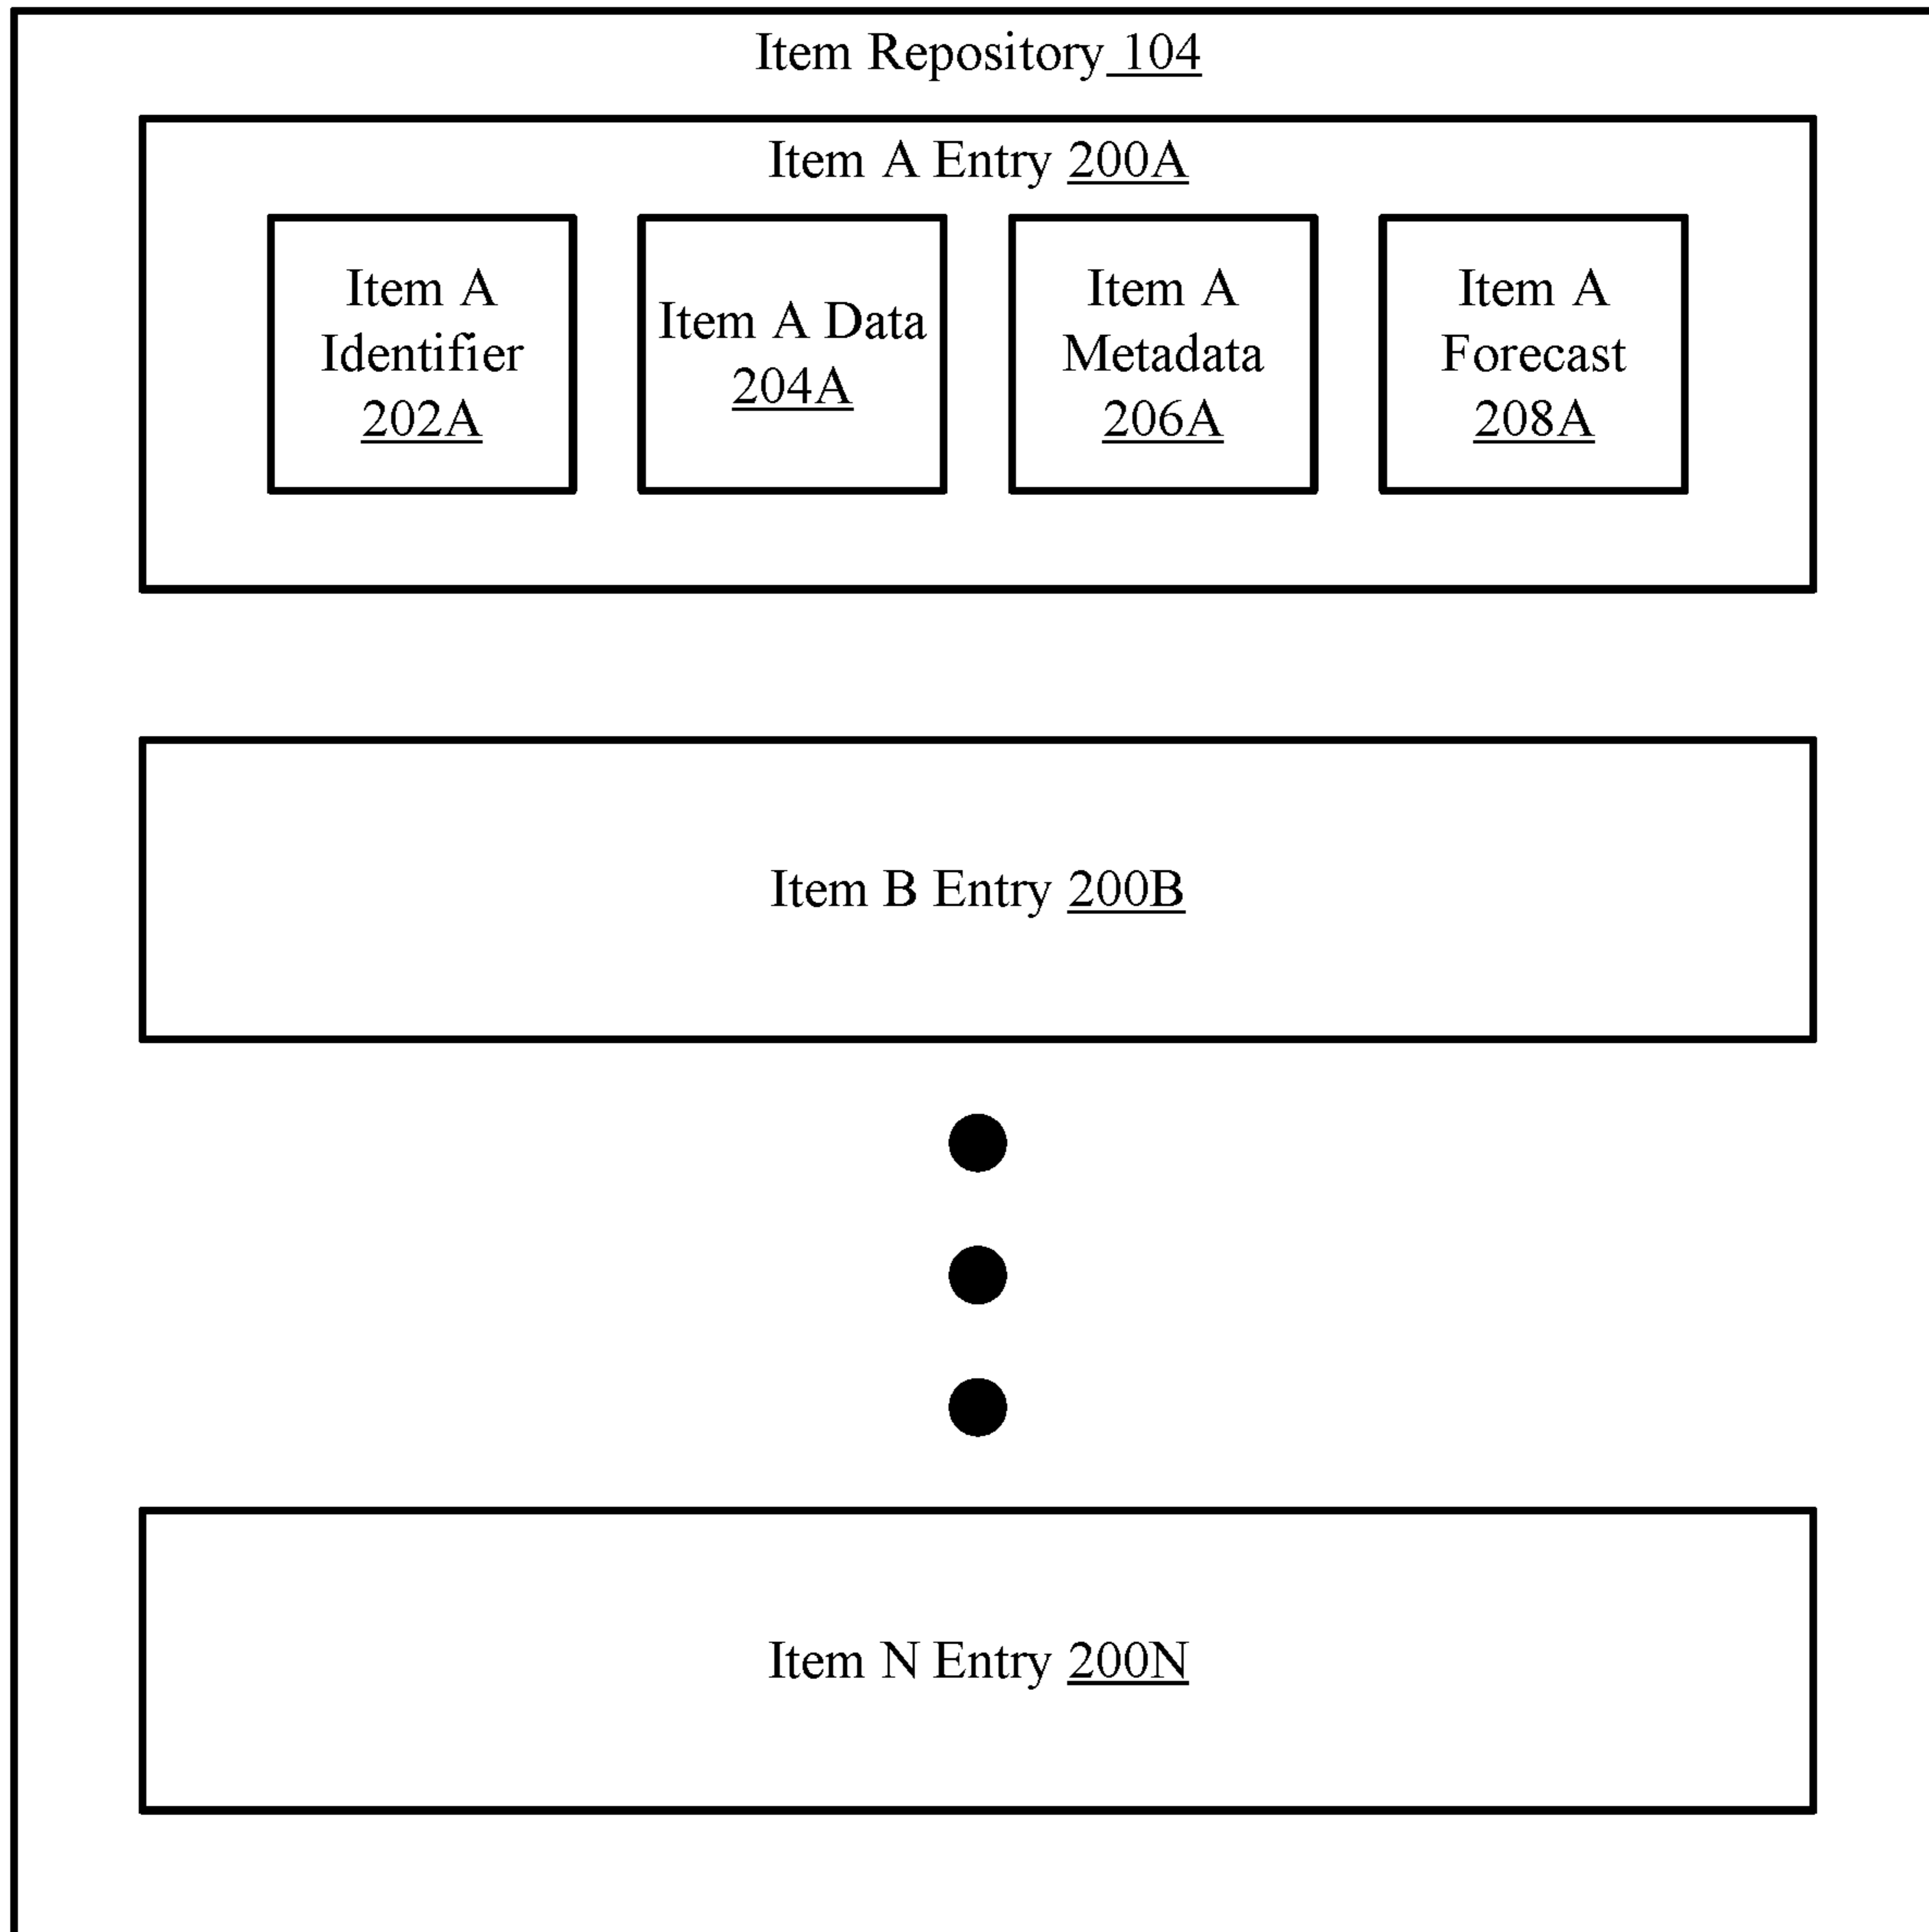 Item Repository 104
Item A Entry 200A
Item A
Identifier
202A
Item A Data
204A
Item A
Metadata
206A
Item A
Forecast
208A
Item B Entry 200B
Item N Entry 200N